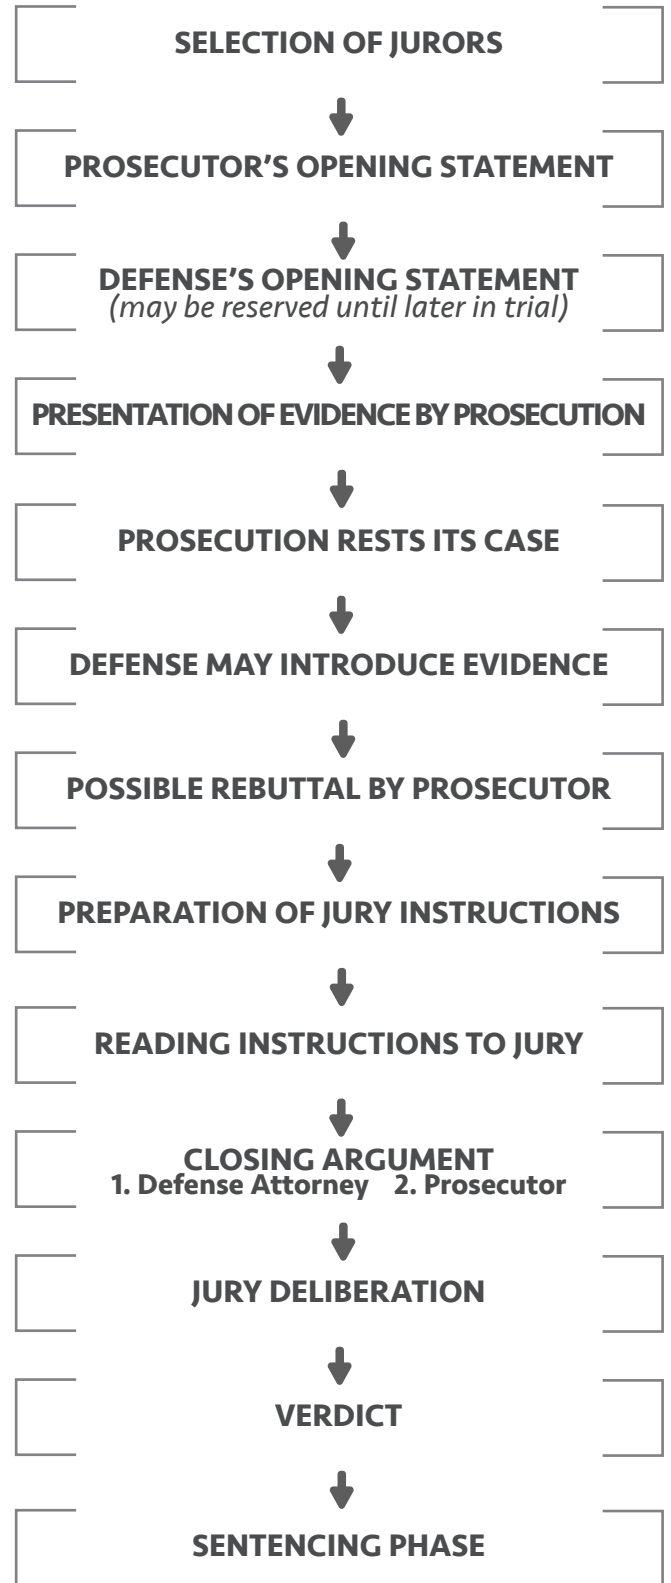 SELECTION OF JURORS
PROSECUTOR’S OPENING STATEMENT
DEFENSE’S OPENING STATEMENT
(may be reserved until later in trial)
PRESENTATION OF EVIDENCE BY PROSECUTION
PROSECUTION RESTS ITS CASE
DEFENSE MAY INTRODUCE EVIDENCE
POSSIBLE REBUTTAL BY PROSECUTOR
PREPARATION OF JURY INSTRUCTIONS
READING INSTRUCTIONS TO JURY
CLOSING ARGUMENT
1. Defense Attorney 2. Prosecutor
JURY DELIBERATION
VERDICT
SENTENCING PHASE